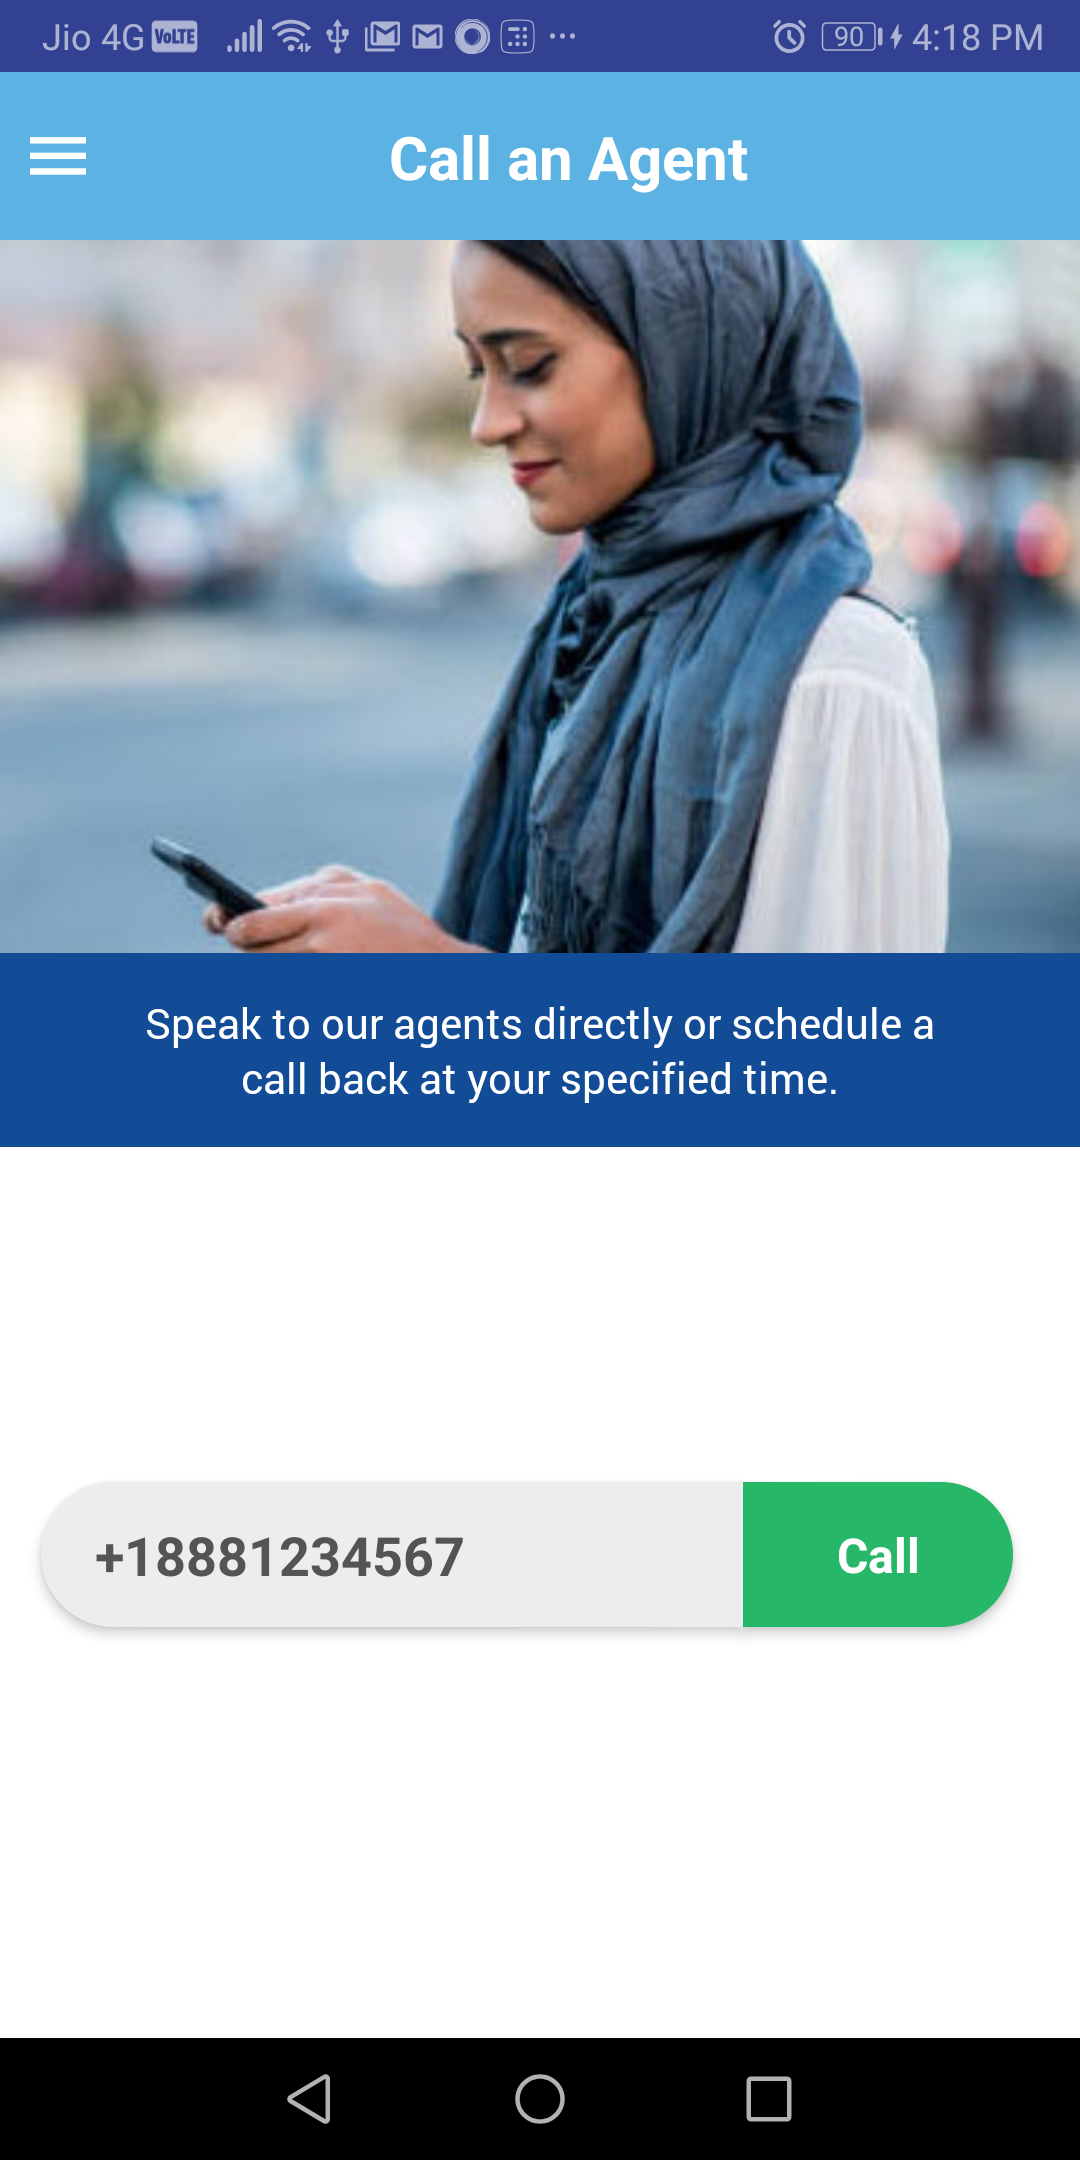 Jio 4G VoLTE 90 4:18 PM
Call an Agent
Speak to our agents directly or schedule a
call back at your specified time.
+18881234567 Call